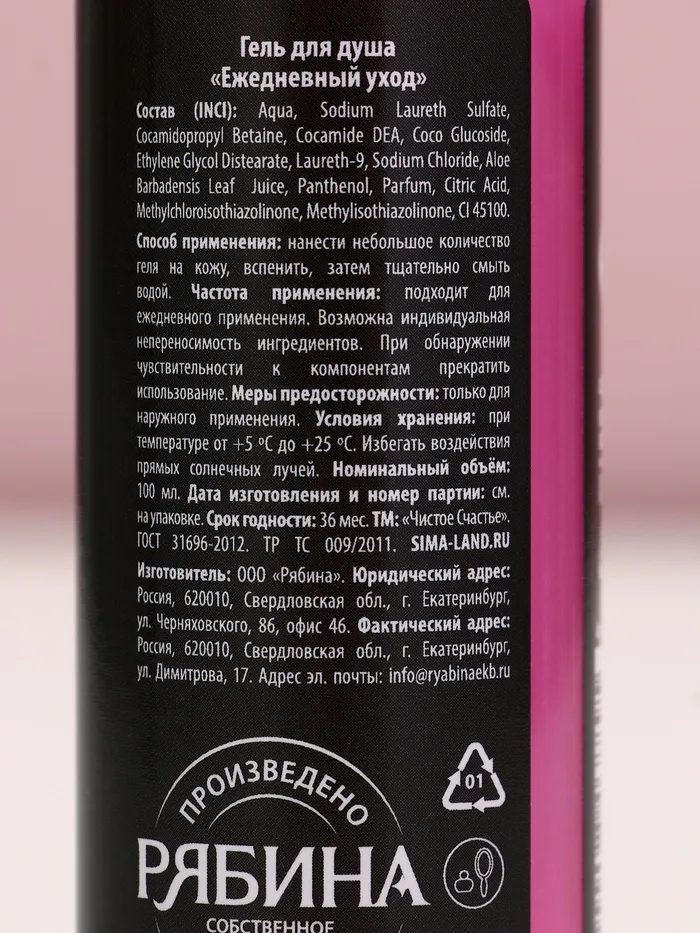 Гель для душа
«Ежедневный уход»
Состав (INCI): Aqua, Sodium Laureth Sulfate,
Cocamidopropyl Betaine, Cocamide DEA, Coco Glucoside,
Ethylene Glycol Distearate, Laureth-9, Sodium Chloride, Aloe
Barbadensis Leaf Juice, Panthenol, Parfum, Citric Acid,
Methylchloroisothiazolinone, Methylisothiazolinone, CI 45100.
Способ применения: нанести небольшое количество
геля на кожу, вспенить, затем тщательно смыть
водой. Частота применения: подходит для
ежедневного применения. Возможна индивидуальная
непереносимость ингредиентов. При обнаружении
чувствительности к компонентам прекратить
использование. Меры предосторожности: только для
наружного применения. Условия хранения: при
температуре от +5 ºС до +25 ºС. Избегать воздействия
прямых солнечных лучей. Номинальный объём:
100 мл. Дата изготовления и номер партии: см.
на упаковке. Срок годности: 36 мес. ТМ: «Чистое Счастье».
ГОСТ 31696-2012. ТР ТС 009/2011. SIMA-LAND.RU
Изготовитель: ООО «Рябина». Юридический адрес:
Россия, 620010, Свердловская обл., г. Екатеринбург,
ул. Черняховского, 86, офис 46. Фактический адрес:
Россия, 620010, Свердловская обл., г. Екатеринбург,
ул. Димитрова, 17. Адрес эл. почты: info@ryabinaekb.ru
ПРОИЗВЕДЕНО
01
РЯБИНА
СОБСТВЕННОЕ